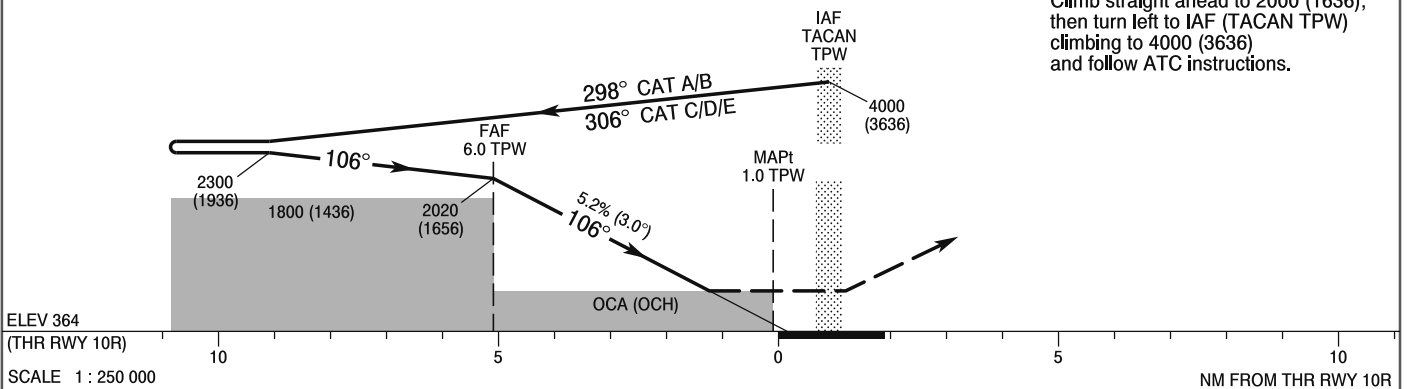 Climb straight ahead to 2000 (1636),
then turn left to IAF (TACAN TPW)
climbing to 4000 (3636)
and follow ATC instructions.
IAF
TACAN
TPW
298° CAT A/B
306° CAT C/D/E
4000
(3636)
FAF
6.0 TPW
106°
MAPt
1.0 TPW
2300
(1936)
1800 (1436)
2020
(1656)
5.2% (3.0°)
106°
OCA (OCH)
ELEV 364
(THR RWY 10R)
10
5
0
5
10
SCALE 1 : 250 000
NM FROM THR RWY 10R